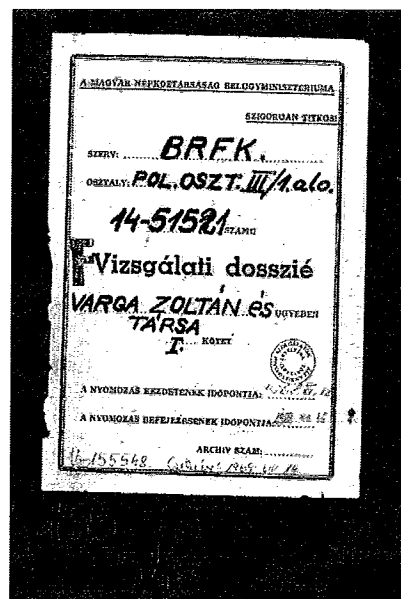 A MAGYAR NÉPKÖZTÁRSASÁG BELÜGYMINISZTÉRIUMA
SZIGORÚAN TITKOS!
SZERV: BRFK.
OSZTÁLY: POL. OSZT. III/1. alo.
14-51521 SZÁMÚ
Vizsgálati dosszié
VARGA ZOLTÁN és ÜGYÉBEN
TÁRSA
I. KÖTET
A NYOMOZÁS KEZDETÉNEK IDŐPONTJA:
A NYOMOZÁS BEFEJEZÉSÉNEK IDŐPONTJA:
ARCHIV SZÁM:
155548